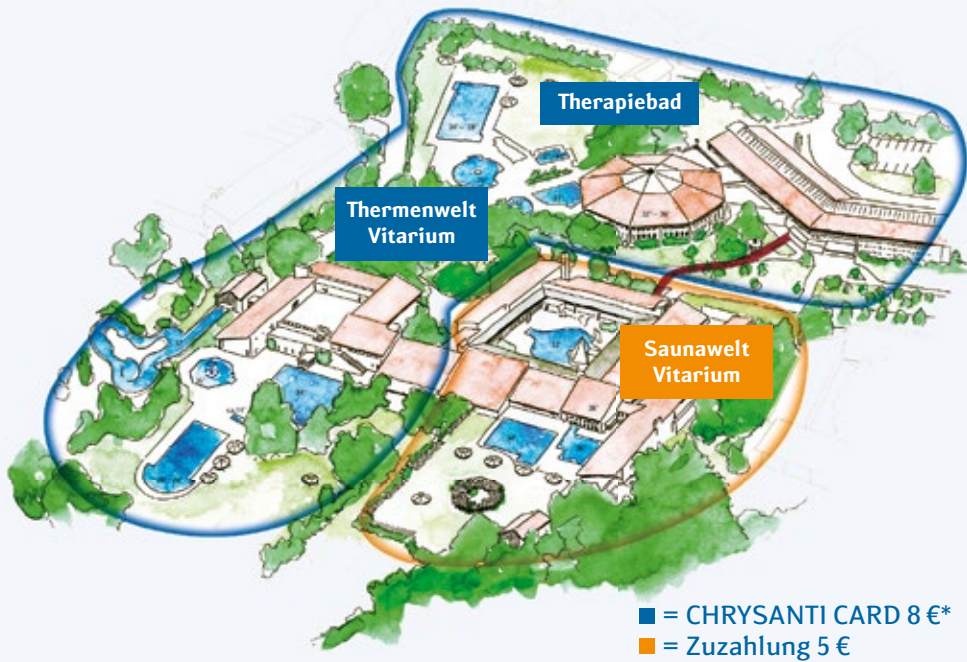 Therapiebad
Thermenwelt
Vitarium
Saunawelt
Vitarium
= CHRYSANTI CARD 8 €*
= Zuzahlung 5 €